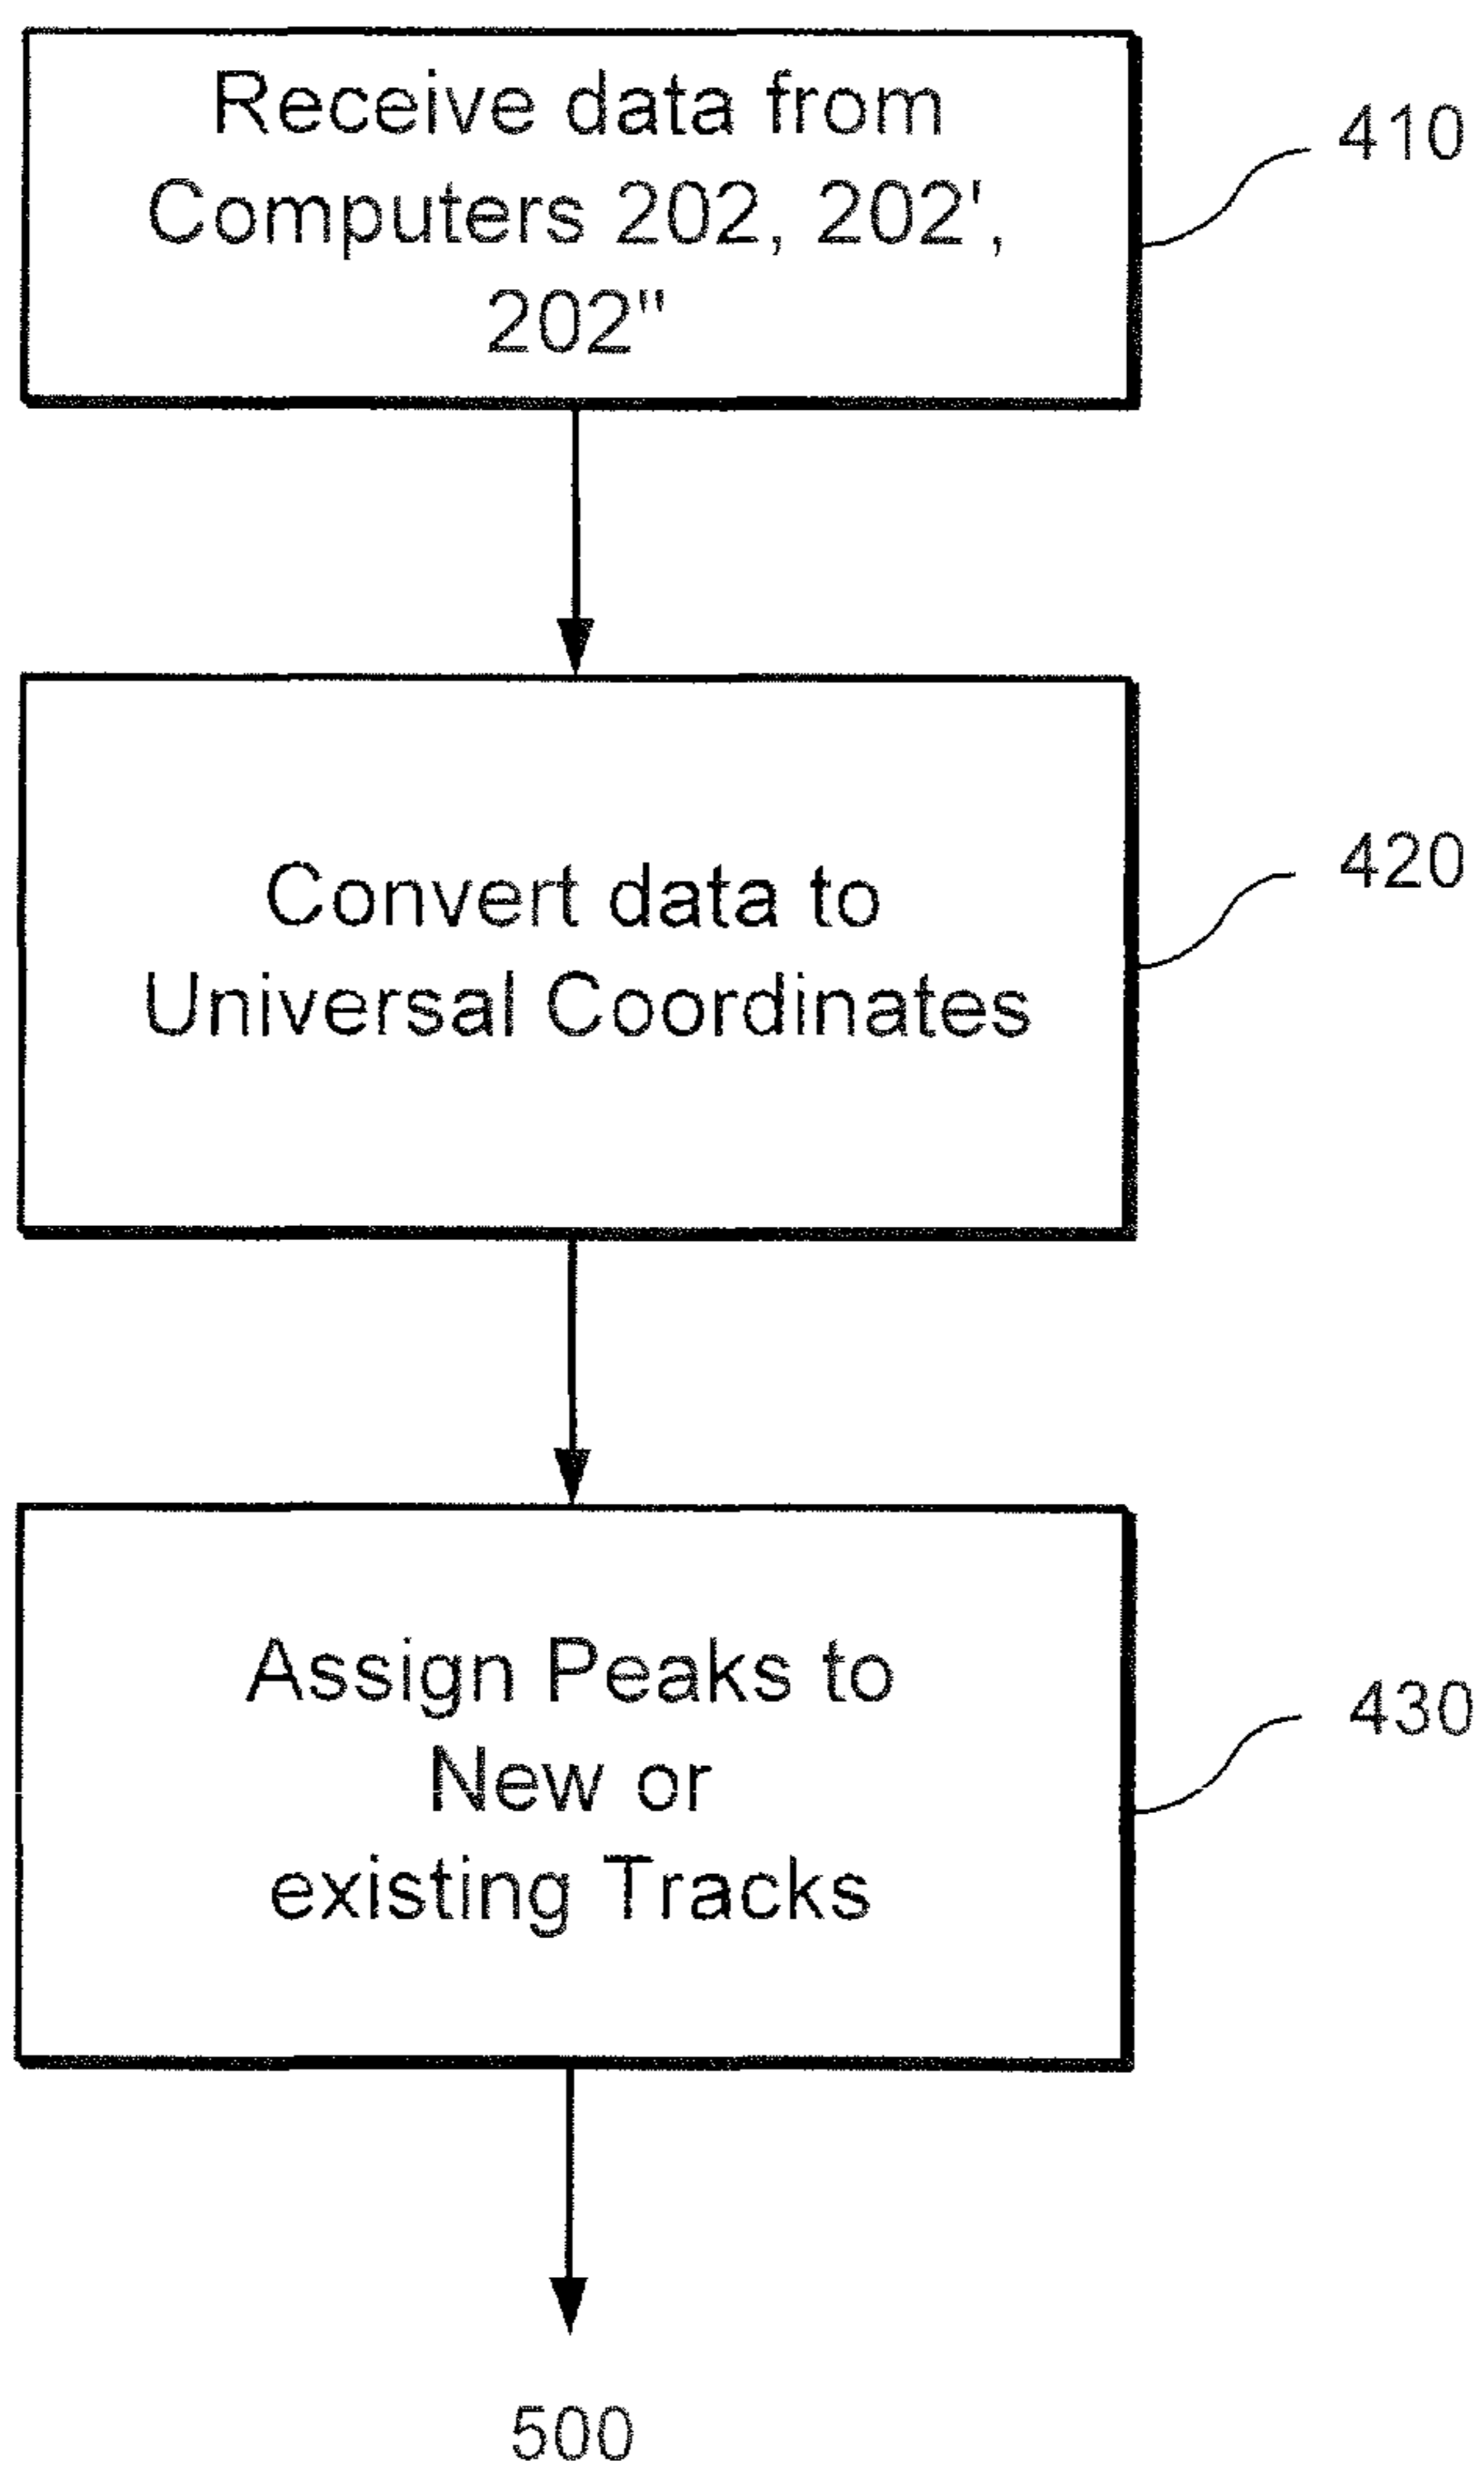 Receive data from
Computers 202, 202',
202"
410
Convert data to
Universal Coordinates
420
Assign Peaks to
New or
existing Tracks
430
500